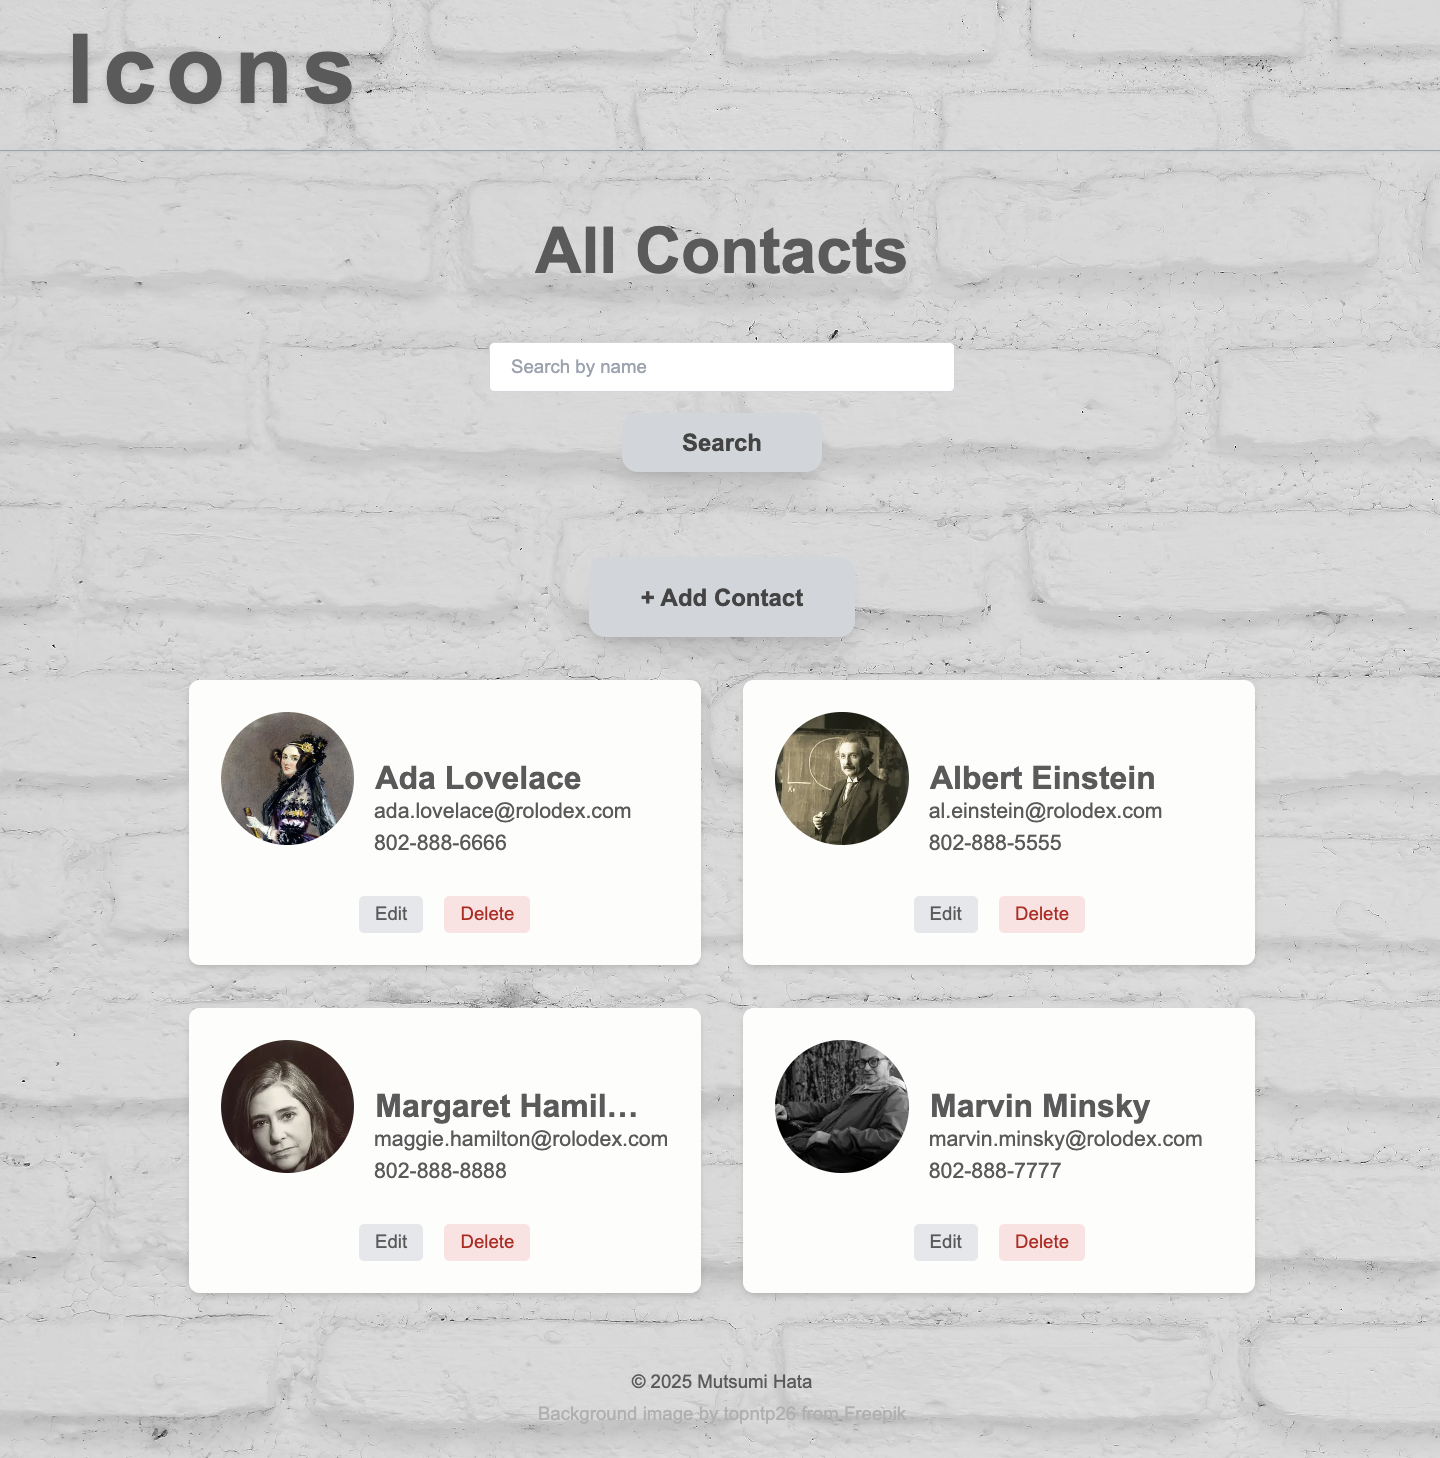 Icons
All Contacts
Search by name
Search
+ Add Contact
Ada Lovelace
ada.lovelace@rolodex.com
802-888-6666
Edit Delete
Albert Einstein
al.einstein@rolodex.com
802-888-5555
Edit Delete
Margaret Hamil...
maggie.hamilton@rolodex.com
802-888-8888
Edit Delete
Marvin Minsky
marvin.minsky@rolodex.com
802-888-7777
Edit Delete
© 2025 Mutsumi Hata
Background image by topntp26 from Freepik